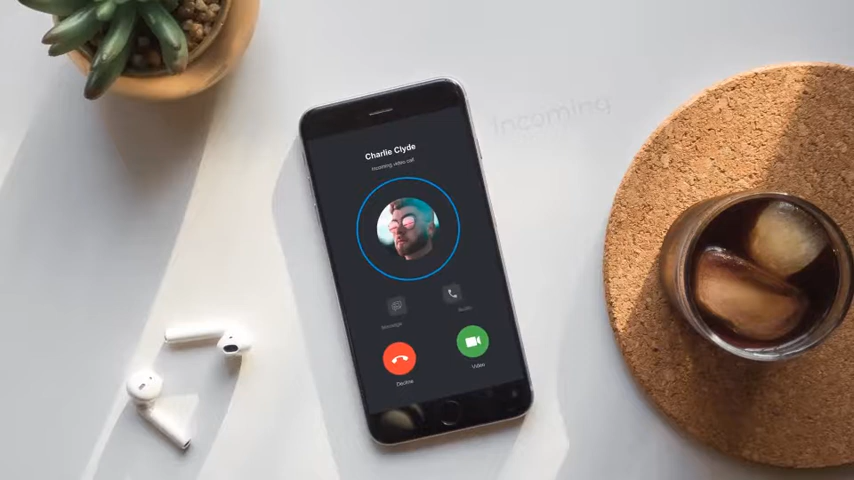 Incoming
Charlie Clyde
Incoming video call
Message
Audio
Decline
Video